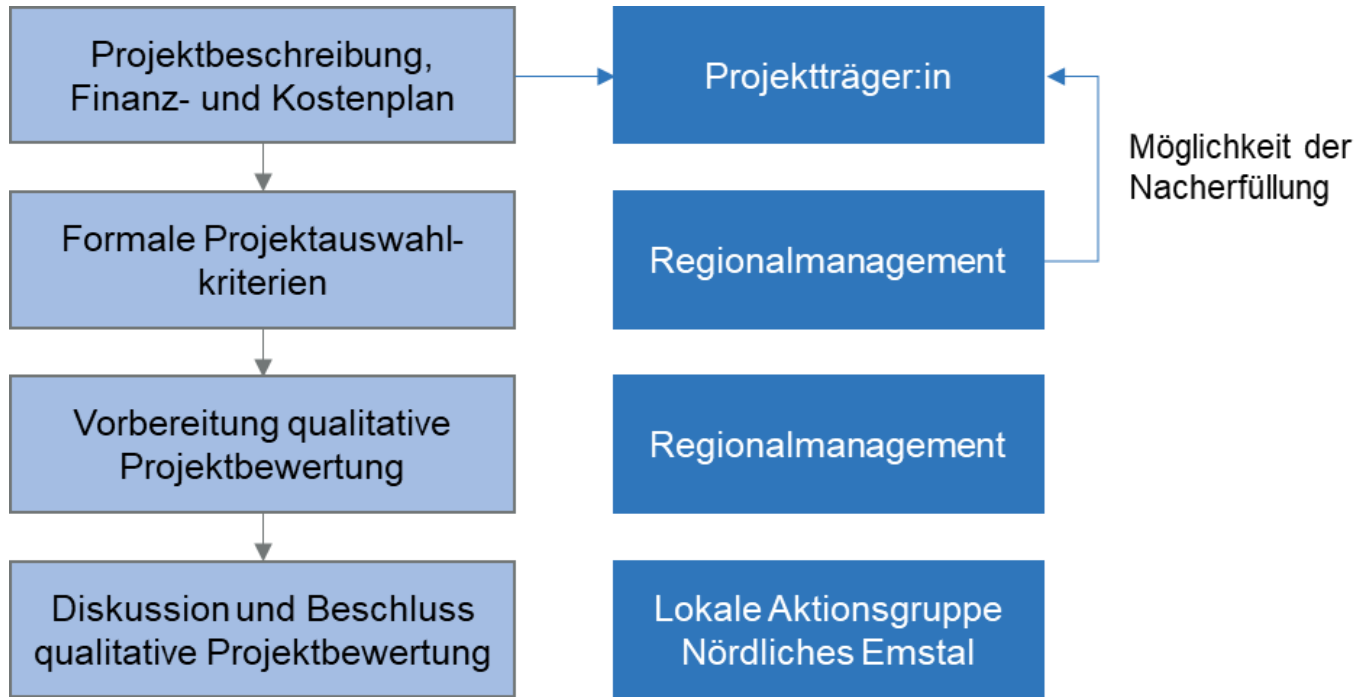 Projektbeschreibung,
Finanz- und Kostenplan
Projektträger:in
Möglichkeit der
Nacherfüllung
Formale Projektauswahl-
kriterien
Regionalmanagement
Vorbereitung qualitative
Projektbewertung
Regionalmanagement
Diskussion und Beschluss
qualitative Projektbewertung
Lokale Aktionsgruppe
Nördliches Emstal